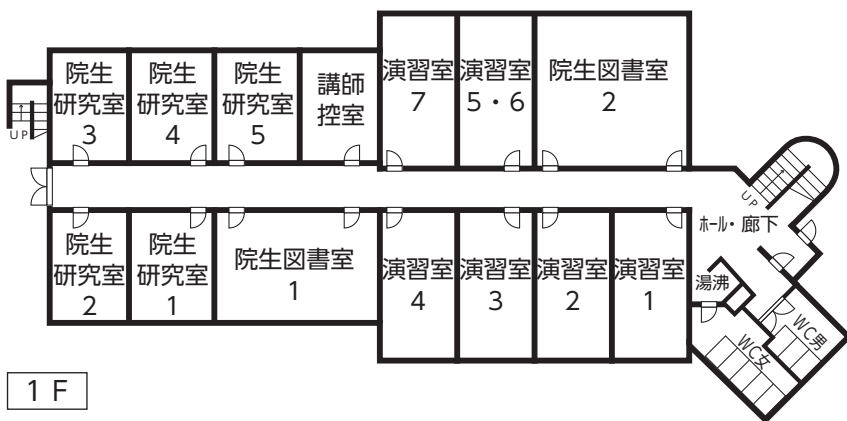 院生
研究室
3
院生
研究室
4
院生
研究室
5
講師
控室
演習室
7
演習室
5・6
院生図書室
2
UP
UP
ホール・廊下
院生
研究室
2
院生
研究室
1
院生図書室
1
演習室
4
演習室
3
演習室
2
演習室
1
湯沸
WC男
WC女
1F